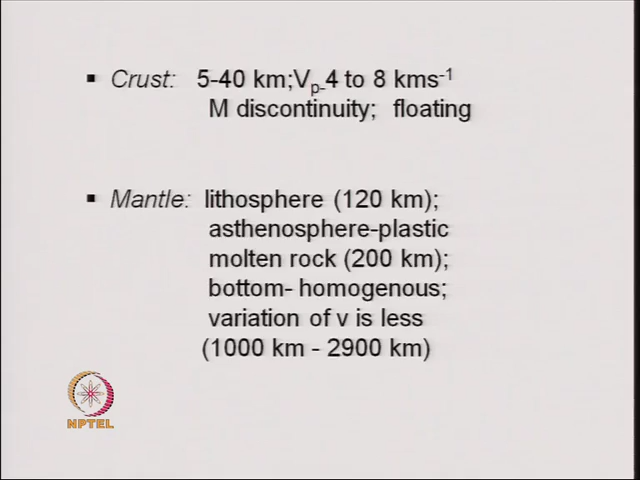 ▪ Crust: 5-40 km;Vp-4 to 8 kms-1
M discontinuity; floating
▪ Mantle: lithosphere (120 km);
asthenosphere-plastic
molten rock (200 km);
bottom- homogenous;
variation of v is less
(1000 km - 2900 km)
NPTEL